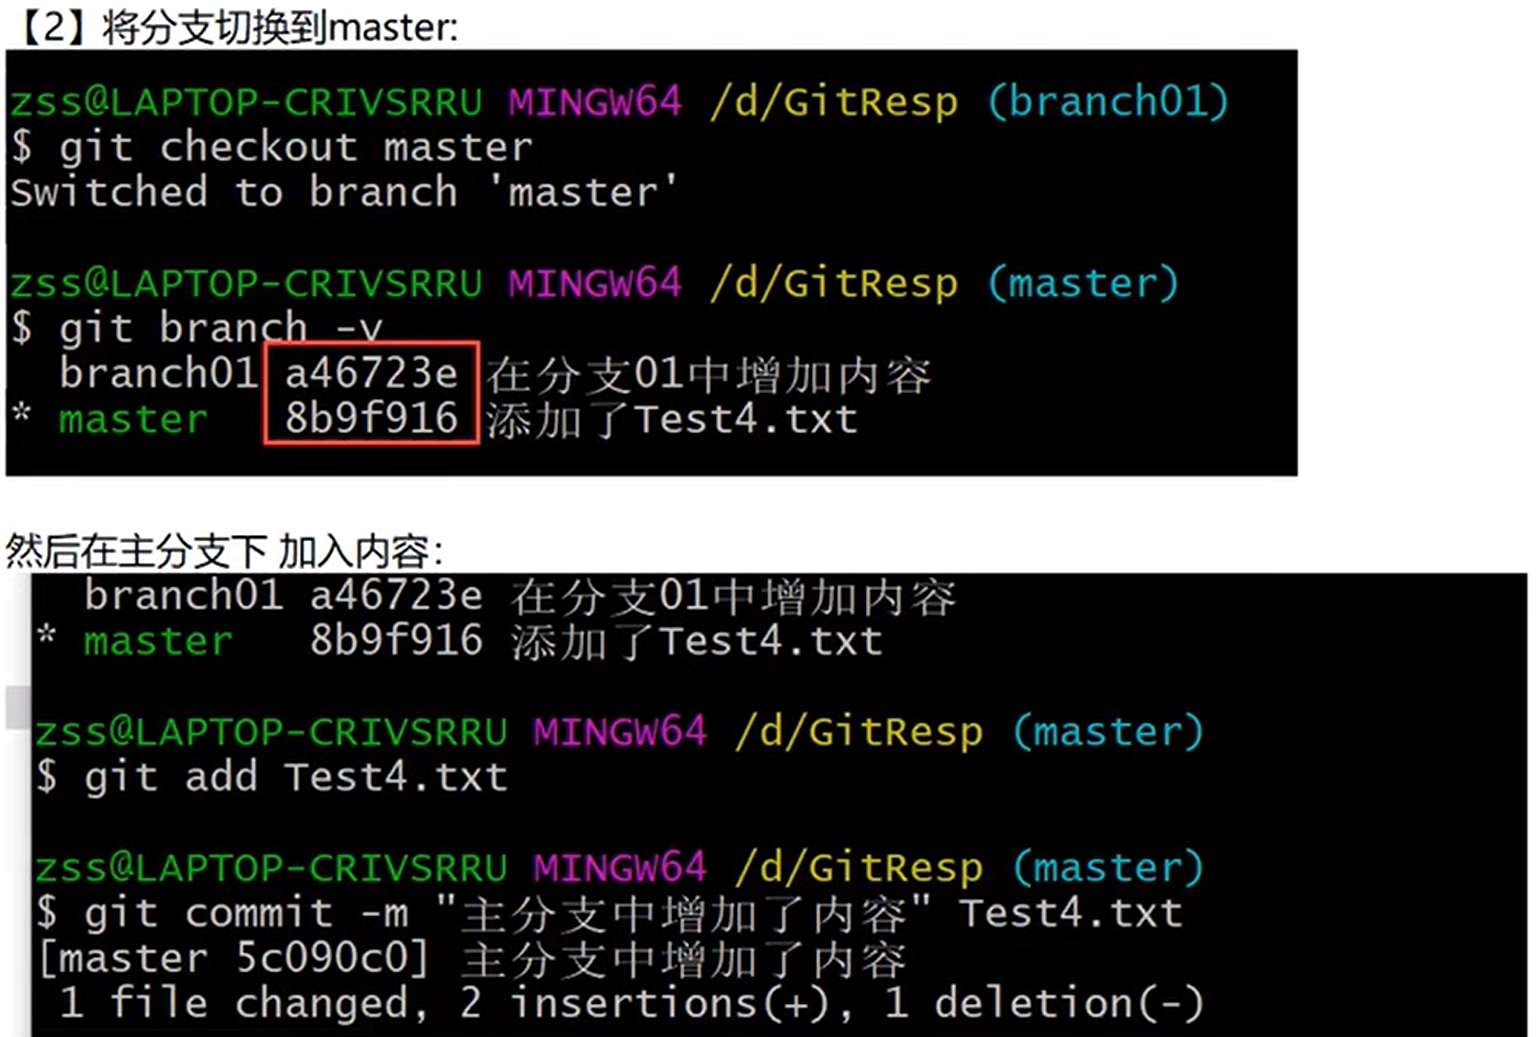 【2】将分支切换到master:
zss@LAPTOP-CRIVSRRU MINGW64 /d/GitResp (branch01)
$ git checkout master
Switched to branch 'master'
zss@LAPTOP-CRIVSRRU MINGW64 /d/GitResp (master)
$ git branch -v
branch01 a46723e 在分支01中增加内容
* master 8b9f916 添加了Test4.txt
然后在主分支下 加入内容：
branch01 a46723e 在分支01中增加内容
* master 8b9f916 添加了Test4.txt
zss@LAPTOP-CRIVSRRU MINGW64 /d/GitResp (master)
$ git add Test4.txt
zss@LAPTOP-CRIVSRRU MINGW64 /d/GitResp (master)
$ git commit -m "主分支中增加了内容" Test4.txt
[master 5c090c0] 主分支中增加了内容
1 file changed, 2 insertions(+), 1 deletion(-)